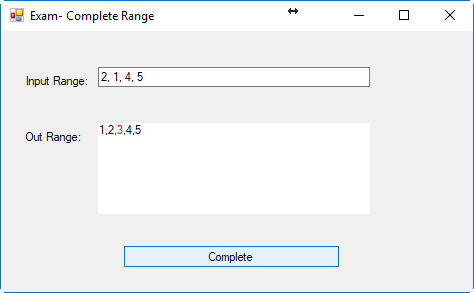 Exam- Complete Range
Input Range: 2, 1, 4, 5
Out Range: 1,2,3,4,5
Complete